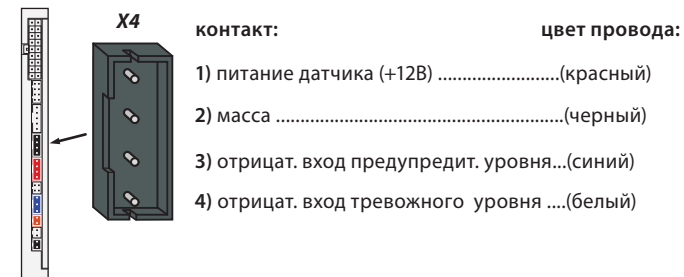 X4
контакт: цвет провода:
1) питание датчика (+12В) ..........................(красный)
2) масса .............................................................(черный)
3) отрицат. вход предупредит. уровня...(синий)
4) отрицат. вход тревожного уровня ....(белый)